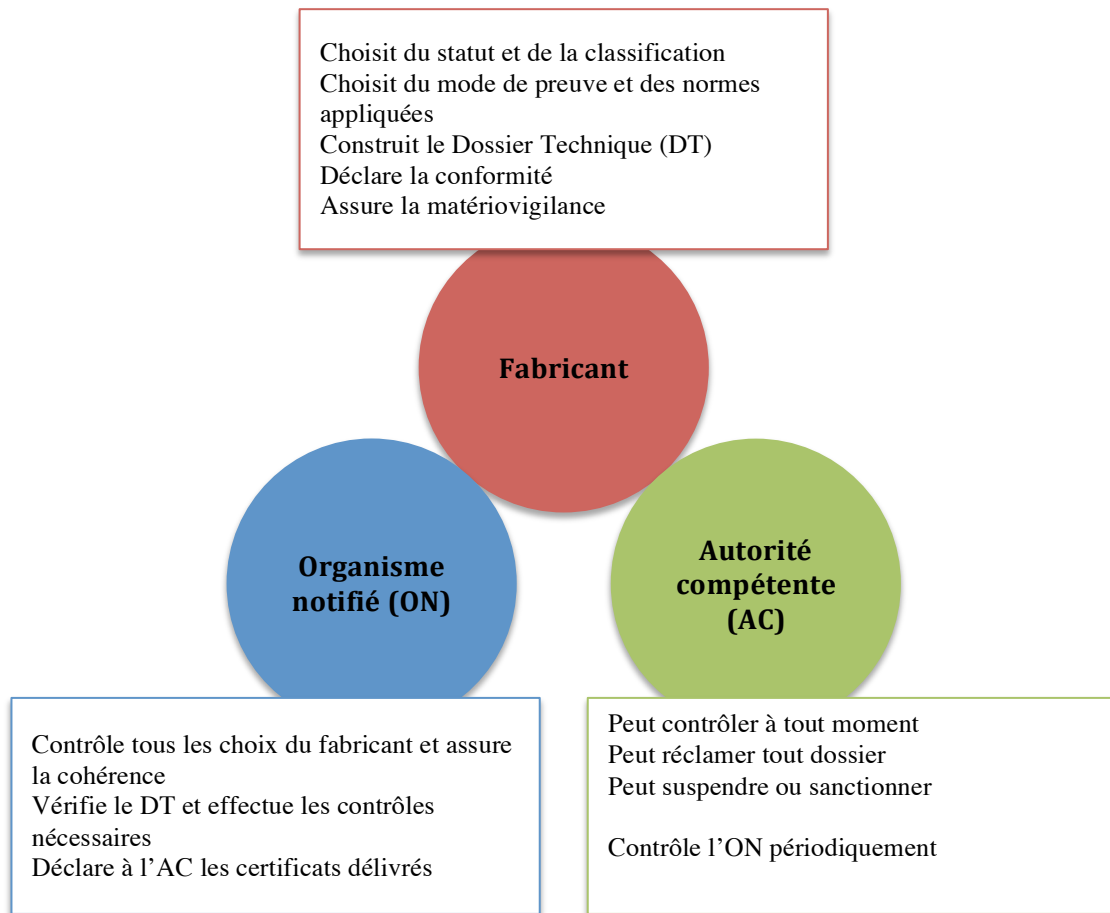 Choisit du statut et de la classification
Choisit du mode de preuve et des normes
appliquées
Construit le Dossier Technique (DT)
Déclare la conformité
Assure la matériovigilance
Fabricant
Organisme
notifié (ON)
Autorité
compétente
(AC)
Contrôle tous les choix du fabricant et assure
la cohérence
Vérifie le DT et effectue les contrôles
nécessaires
Déclare à l’AC les certificats délivrés
Peut contrôler à tout moment
Peut réclamer tout dossier
Peut suspendre ou sanctionner
Contrôle l’ON périodiquement